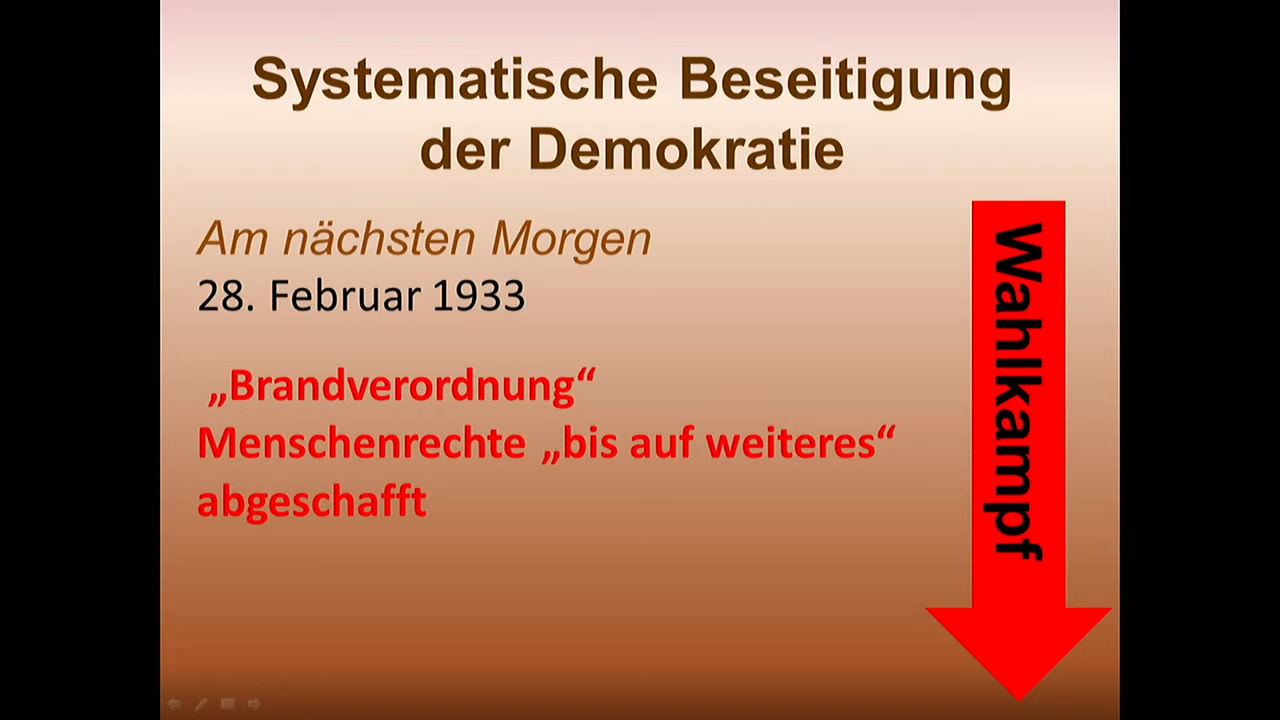 Systematische Beseitigung
der Demokratie
Am nächsten Morgen
28. Februar 1933
„Brandverordnung“
Menschenrechte „bis auf weiteres“
abgeschafft
Wahlkampf